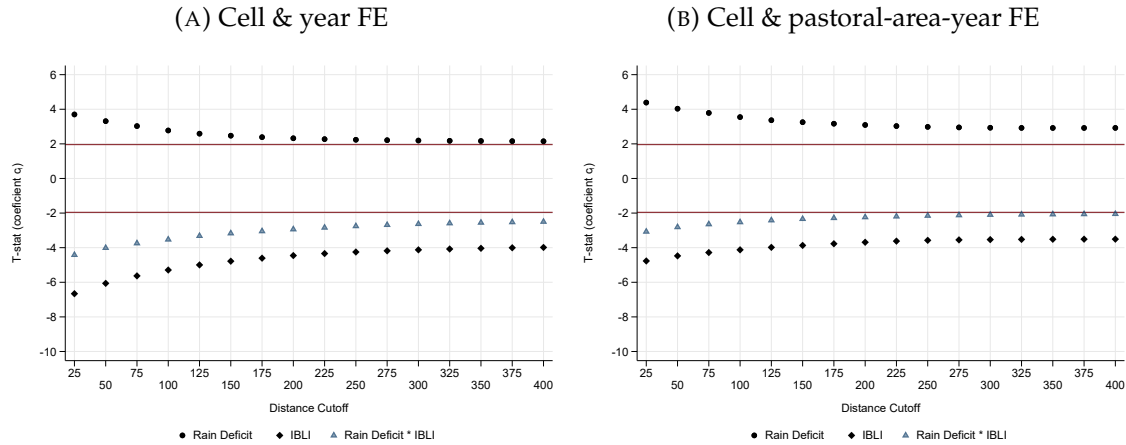 (A) Cell & year FE
6
4
2
0
-2
-4
-6
-8
-10
T-stat (coeficient c̨)
25 50 75 100 125 150 175 200 225 250 275 300 325 350 375 400
Distance Cutoff
Rain Deficit IBLI Rain Deficit * IBLI
(B) Cell & pastoral-area-year FE
6
4
2
0
-2
-4
-6
-8
-10
T-stat (coeficient c̨)
25 50 75 100 125 150 175 200 225 250 275 300 325 350 375 400
Distance Cutoff
Rain Deficit IBLI Rain Deficit * IBLI